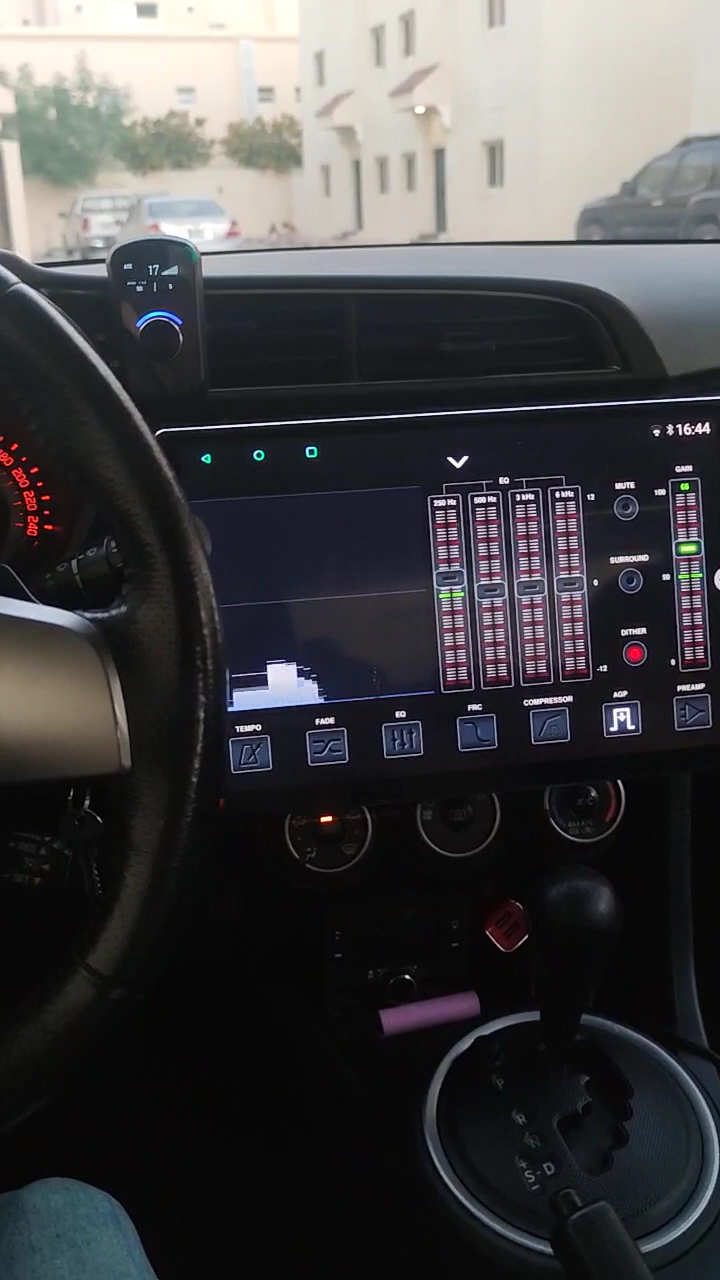 17
16:44
EQ
250 Hz
500 Hz
3 kHz
6 kHz
12
0
-12
MUTE
SURROUND
DITHER
GAIN
100
66
50
0
TEMPO
FADE
EQ
FRC
COMPRESSOR
AGP
PREAMP
200
220
240
A/C
P
R
N
D
+
S
-